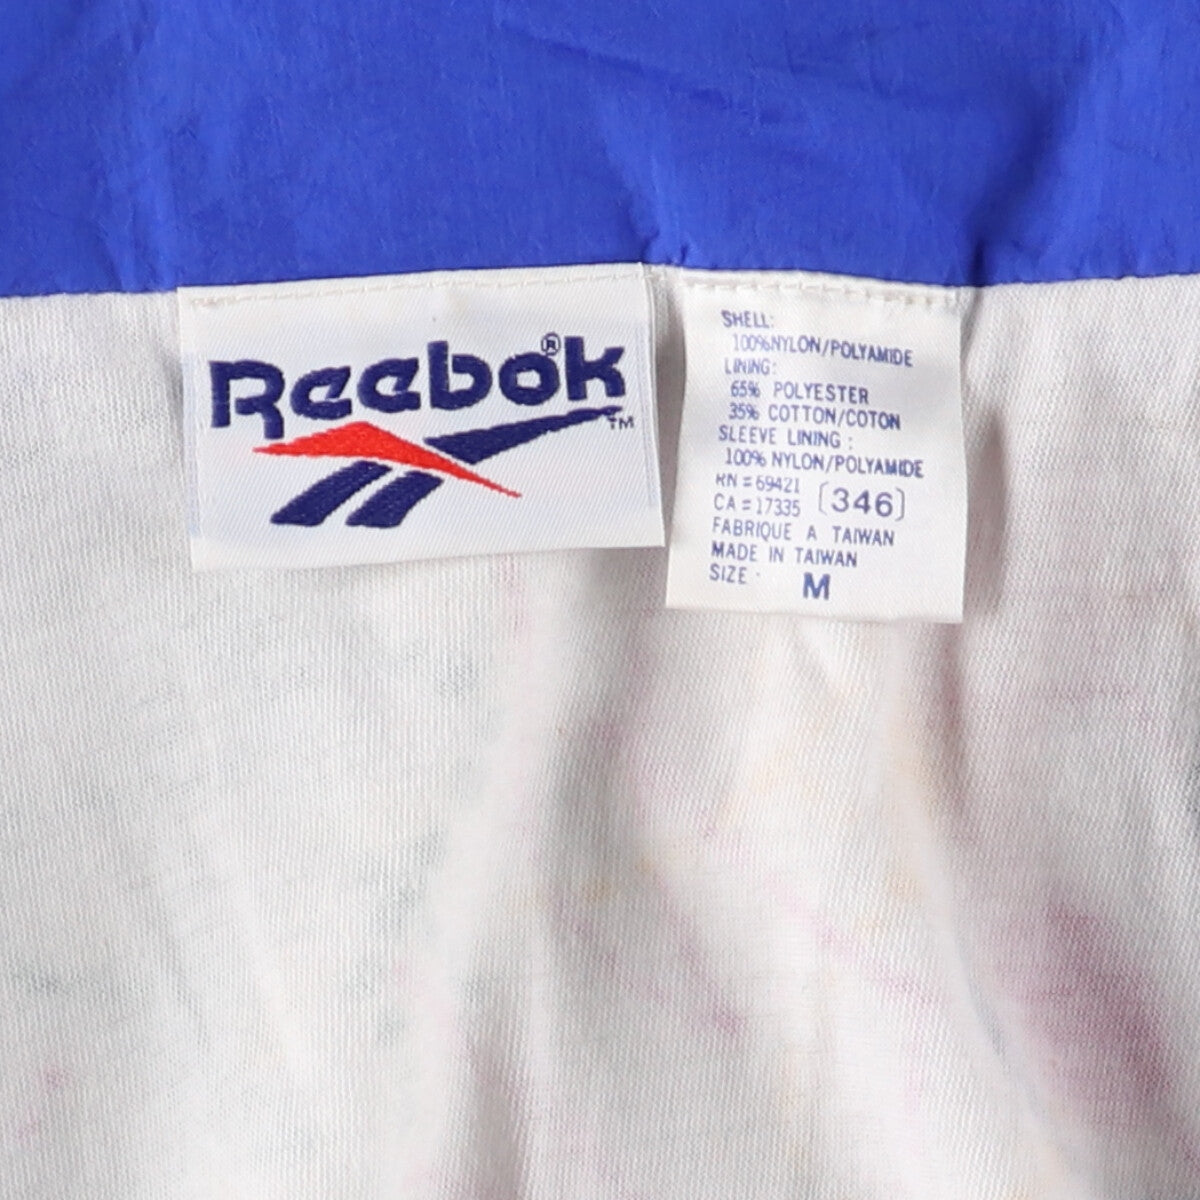 Reebok®
TM
SHELL:
100%NYLON/POLYAMIDE
LINING:
65% POLYESTER
35% COTTON/COTON
SLEEVE LINING:
100% NYLON/POLYAMIDE
RN=69421
CA=17335 [346]
FABRIQUE A TAIWAN
MADE IN TAIWAN
SIZE· M